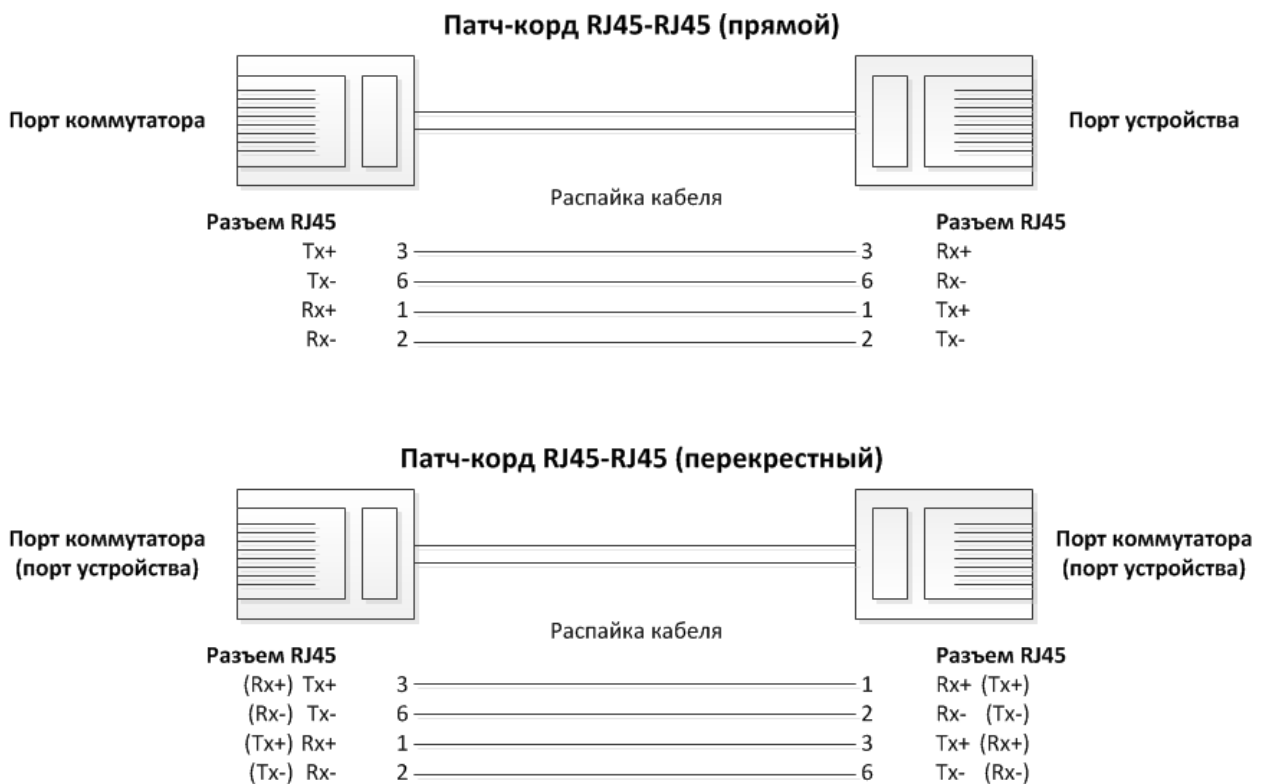 Патч-корд RJ45-RJ45 (прямой)
Порт коммутатора
Порт устройства
Распайка кабеля
Разъем RJ45 Разъем RJ45
Tx+ 3 3 Rx+
Tx- 6 6 Rx-
Rx+ 1 1 Tx+
Rx- 2 2 Tx-
Патч-корд RJ45-RJ45 (перекрестный)
Порт коммутатора
(порт устройства)
Порт коммутатора
(порт устройства)
Распайка кабеля
Разъем RJ45 Разъем RJ45
(Rx+) Tx+ 3 1 Rx+ (Tx+)
(Rx-) Tx- 6 2 Rx- (Tx-)
(Tx+) Rx+ 1 3 Tx+ (Rx+)
(Tx-) Rx- 2 6 Tx- (Rx-)